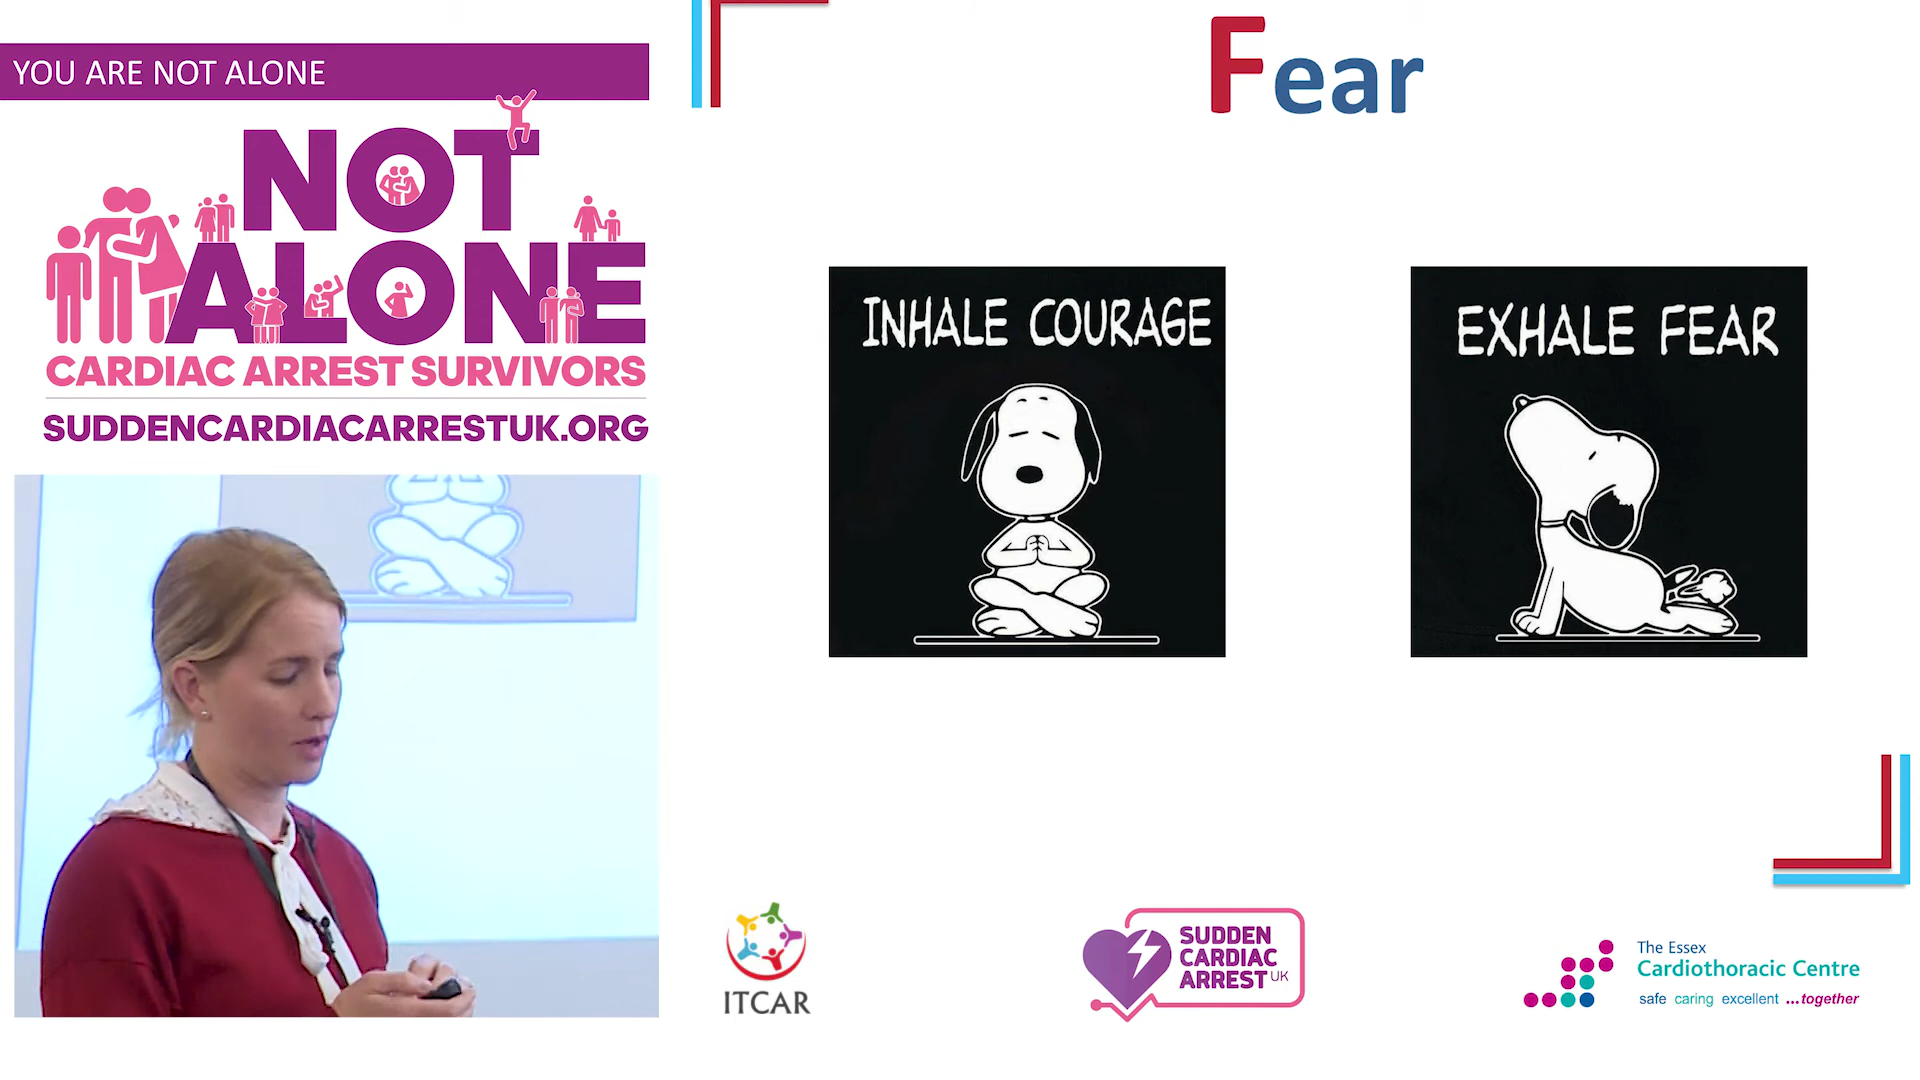 YOU ARE NOT ALONE
NOT
ALONE
CARDIAC ARREST SURVIVORS
SUDDENCARDIACARRESTUK.ORG
Fear
INHALE COURAGE
EXHALE FEAR
ITCAR
SUDDEN
CARDIAC
ARREST UK
The Essex
Cardiothoracic Centre
safe caring excellent ...together